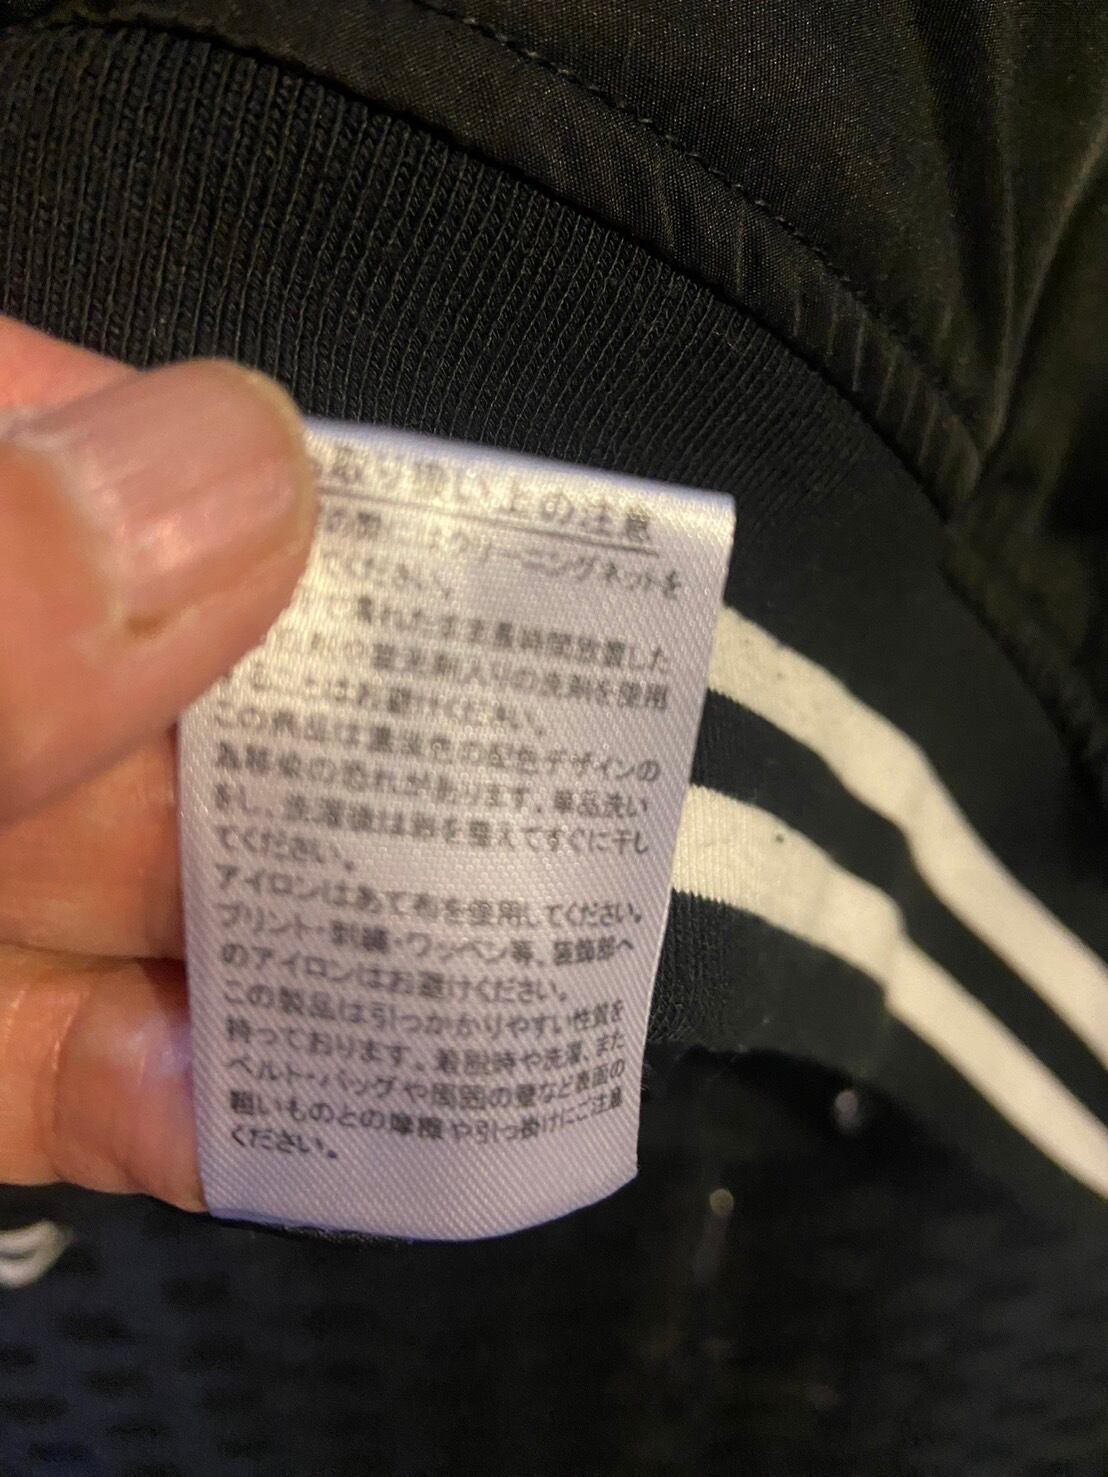 取り扱い上の注意
の際にはクリーニングネットを
てください。
て濡れたまま長時間放置した
の蛍光剤入りの洗剤を使用
することはお避けください。
この商品は濃淡色の配色デザインの
為移染の恐れがあります。単品洗い
をし、洗濯後は形を整えてすぐに干し
てください。
アイロンはあて布を使用してください。
プリント・刺繍・ワッペン等、装飾部へ
のアイロンはお避けください。
この製品は引っかかりやすい性質を
持っております。着脱時や洗濯、また
ベルト・バッグや周囲の壁など表面の
粗いものとの摩擦や引っ掛けにご注意
ください。